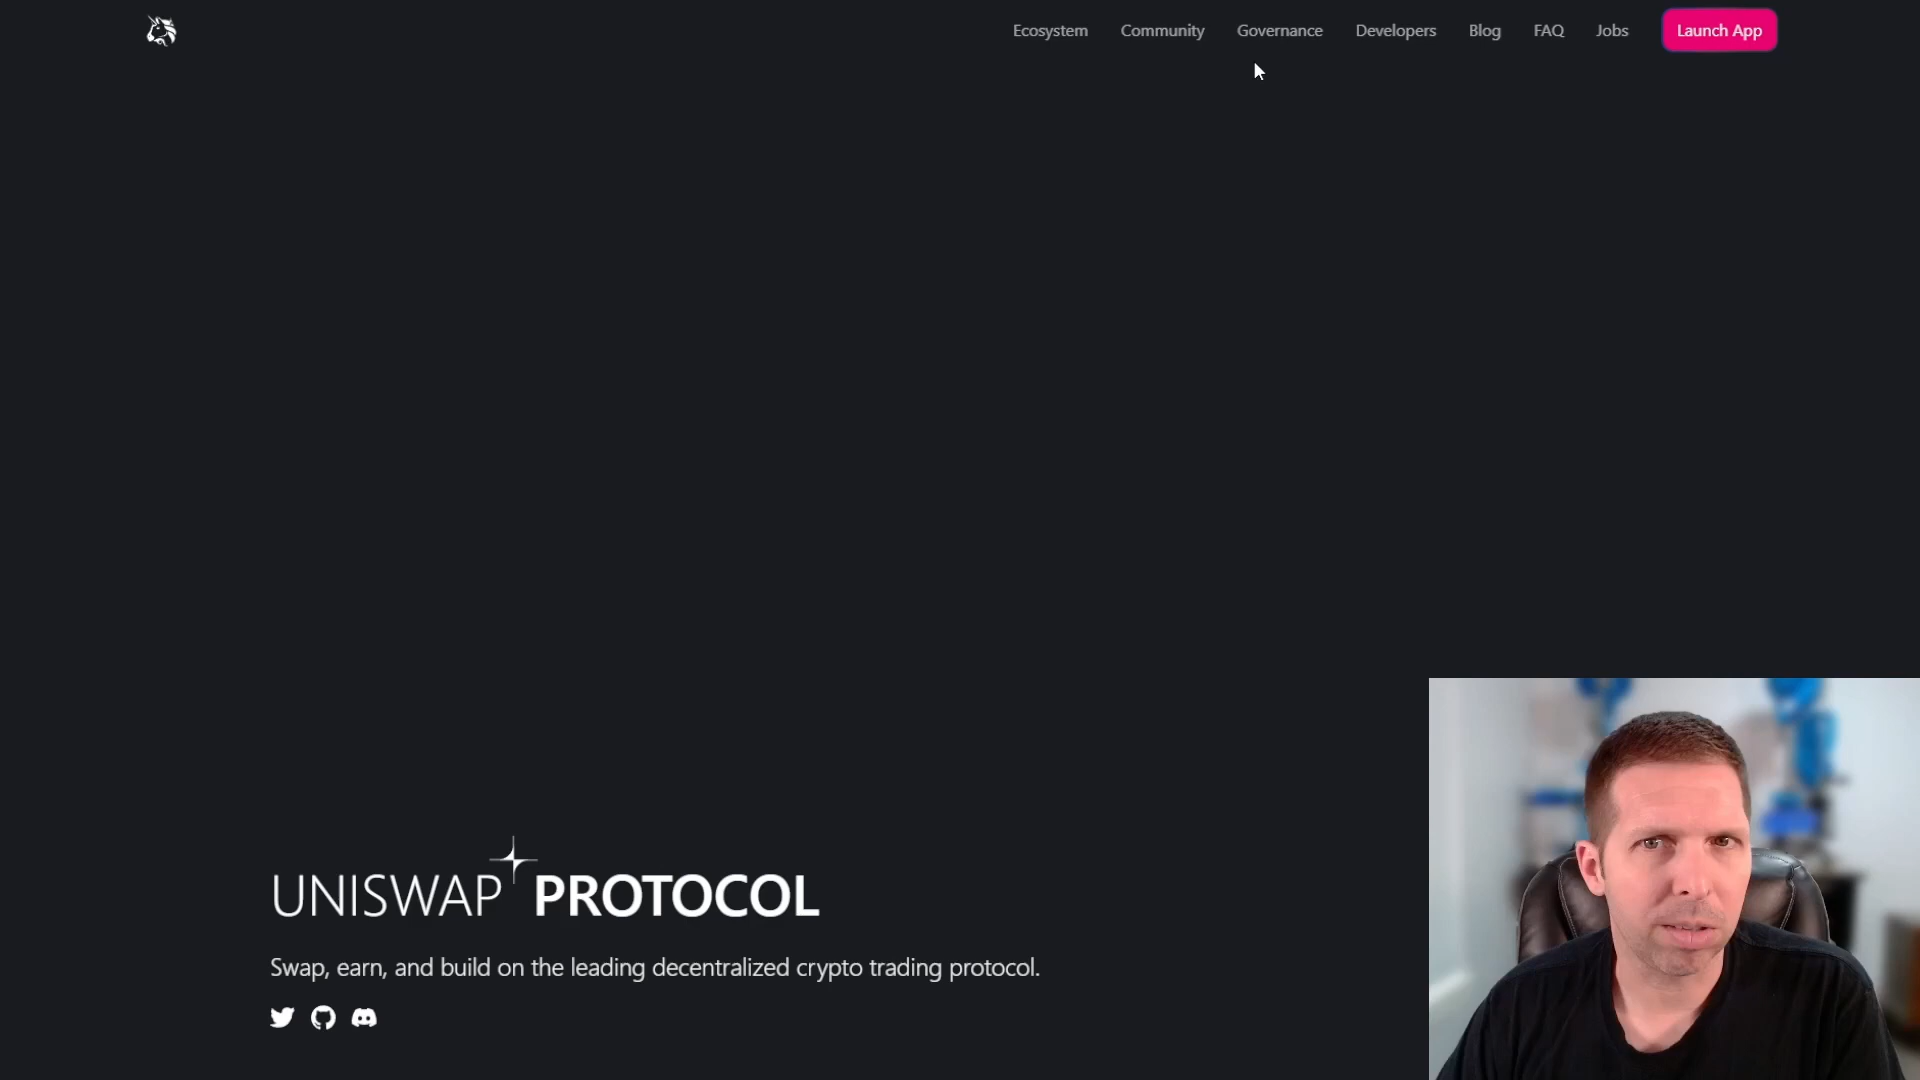 Ecosystem Community Governance Developers Blog FAQ Jobs Launch App
UNISWAP PROTOCOL
Swap, earn, and build on the leading decentralized crypto trading protocol.